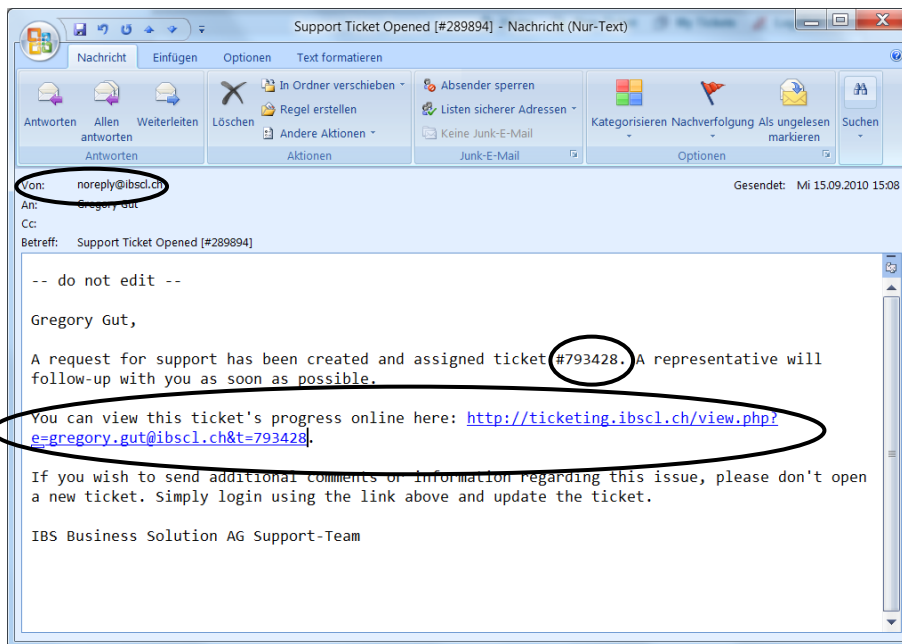 Support Ticket Opened [#289894] - Nachricht (Nur-Text)
Nachricht Einfügen Optionen Text formatieren
Antworten Allen antworten Weiterleiten Löschen
In Ordner verschieben
Regel erstellen
Andere Aktionen
Absender sperren
Listen sicherer Adressen
Keine Junk-E-Mail
Kategorisieren Nachverfolgung Als ungelesen markieren Suchen
Antworten Aktionen Junk-E-Mail Optionen
Von: noreply@ibscl.ch Gesendet: Mi 15.09.2010 15:08
An: Gregory Gut
Cc:
Betreff: Support Ticket Opened [#289894]
-- do not edit --
Gregory Gut,
A request for support has been created and assigned ticket #793428. A representative will
follow-up with you as soon as possible.
You can view this ticket's progress online here: http://ticketing.ibscl.ch/view.php?
e=gregory.gut@ibscl.ch&t=793428.
If you wish to send additional comments or information regarding this issue, please don't open
a new ticket. Simply login using the link above and update the ticket.
IBS Business Solution AG Support-Team